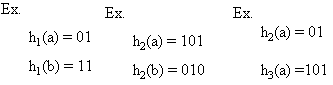 Ex.
h₁(a) = 01
h₁(b) = 11
Ex.
h₂(a) = 101
h₂(b) = 010
Ex.
h₂(a) = 01
h₃(a) =101